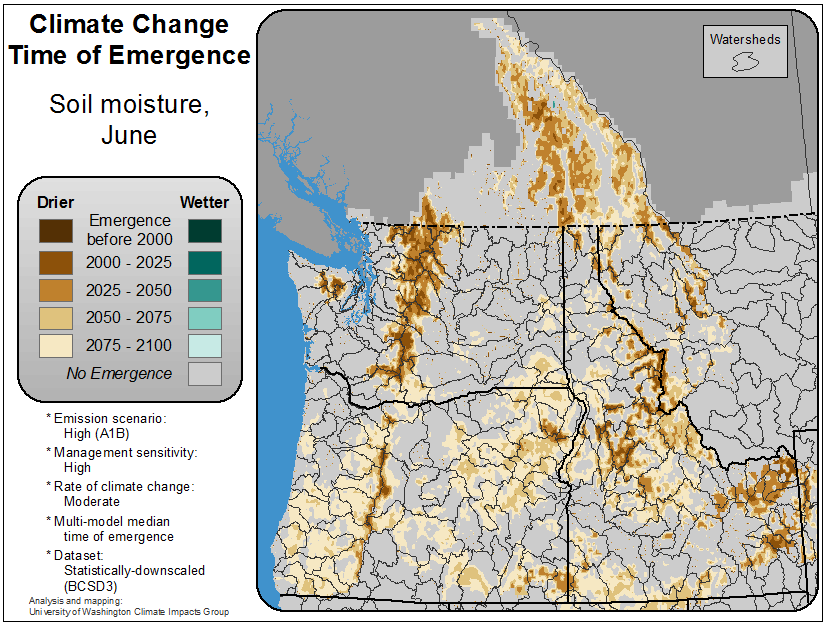 Climate Change
Time of Emergence
Soil moisture,
June
Watersheds
Drier
Wetter
Emergence
before 2000
2000 - 2025
2025 - 2050
2050 - 2075
2075 - 2100
No Emergence
* Emission scenario:
High (A1B)
* Management sensitivity:
High
* Rate of climate change:
Moderate
* Multi-model median
time of emergence
* Dataset:
Statistically-downscaled
(BCSD3)
Analysis and mapping:
University of Washington Climate Impacts Group